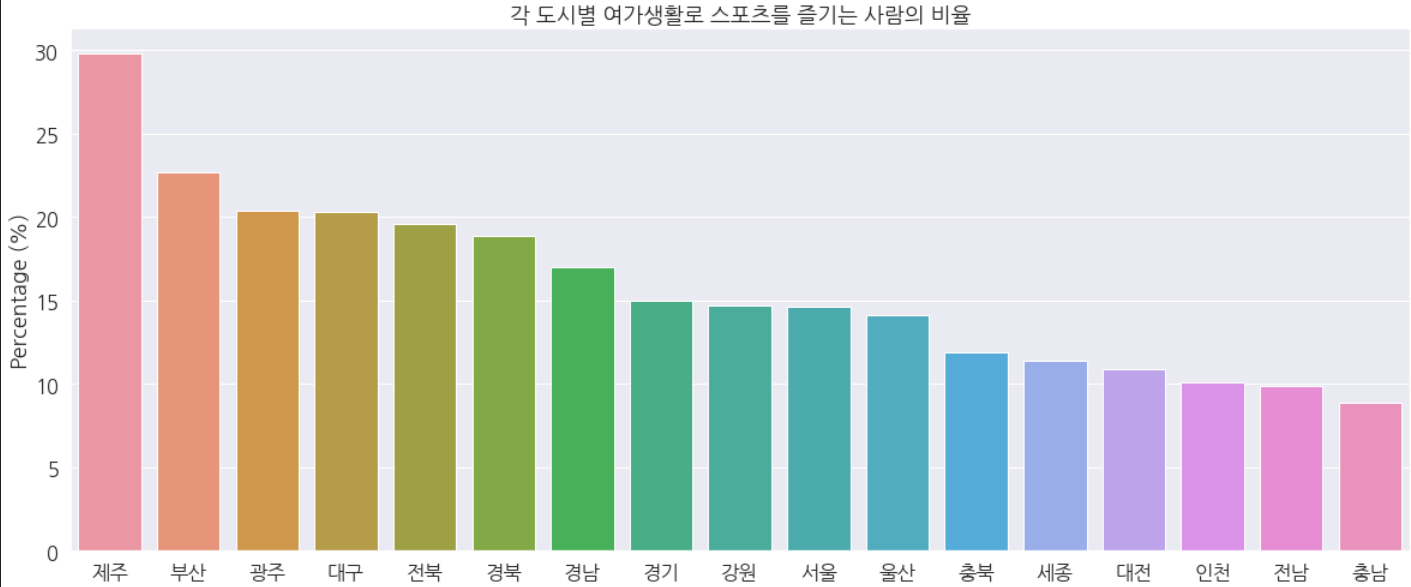 각 도시별 여가생활로 스포츠를 즐기는 사람의 비율
Percentage (%)
30
25
20
15
10
5
0
제주 부산 광주 대구 전북 경북 경남 경기 강원 서울 울산 충북 세종 대전 인천 전남 충남